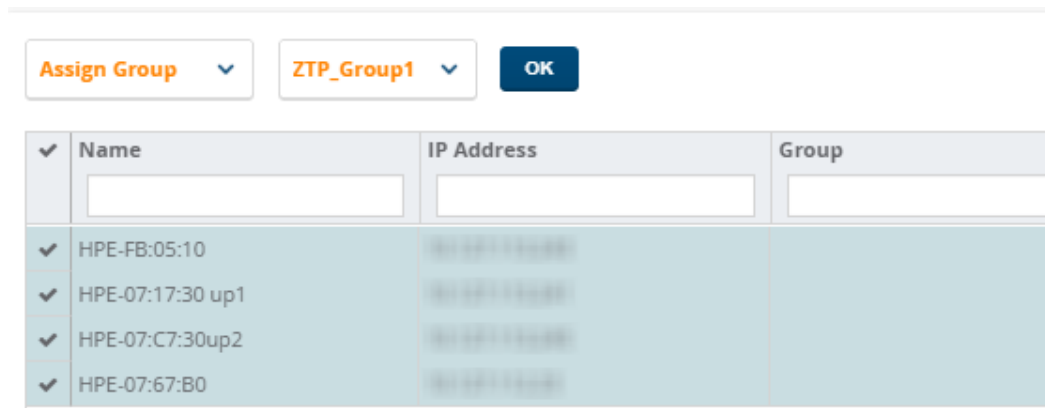 Assign Group ZTP_Group1 OK
Name IP Address Group
HPE-FB:05:10
HPE-07:17:30 up1
HPE-07:C7:30up2
HPE-07:67:B0